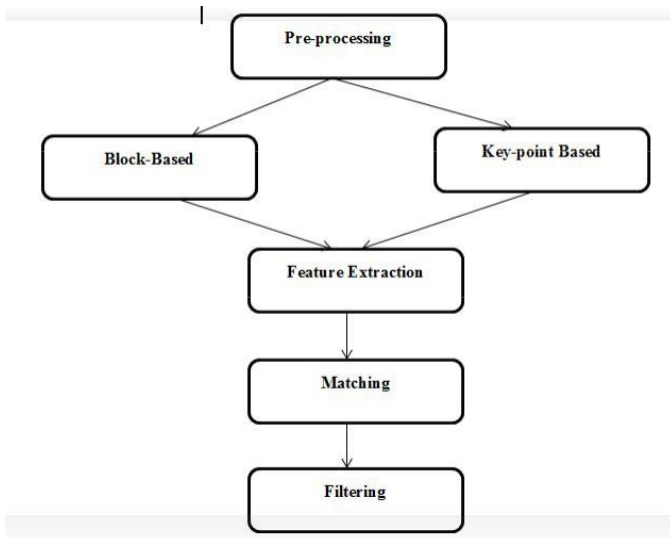 Pre-processing
Block-Based
Key-point Based
Feature Extraction
Matching
Filtering